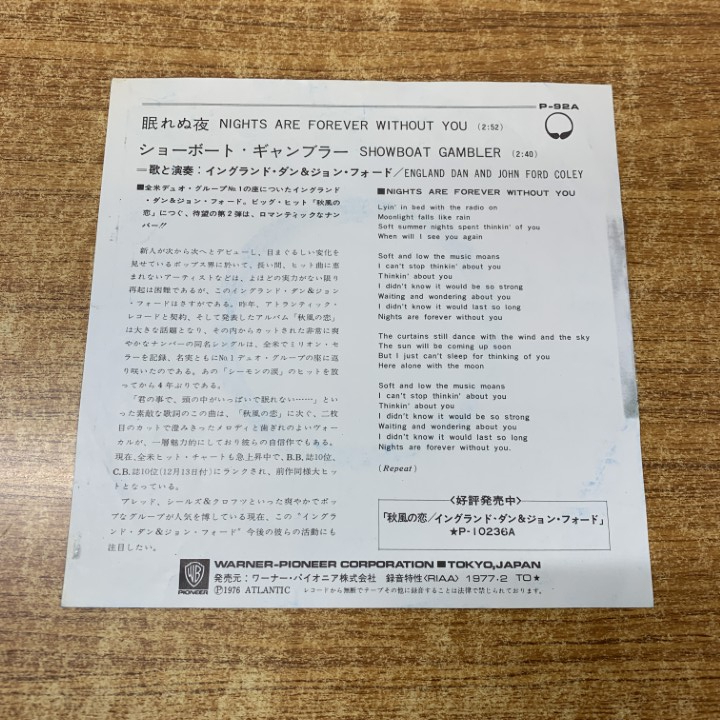 P-92A
眠れぬ夜 NIGHTS ARE FOREVER WITHOUT YOU (2:52)
ショーボート・ギャンブラー SHOWBOAT GAMBLER (2:40)
=歌と演奏:イングランド・ダン&ジョン・フォード/ENGLAND DAN AND JOHN FORD COLEY
■全米デュオ・グループNo.1の座についたイングランド
・ダン&ジョン・フォード。ビッグ・ヒット「秋風の
恋」につぐ、待望の第2弾は、ロマンティックなナン
バー!!
新人が次から次へとデビューし、目まぐるしい変化を
見せているポップス界に於いて、長い間、ヒット曲に恵
まれないアーティストなどは、よほどの実力がない限り
再起は困難であるが、このイングランド・ダン&ジョン
・フォードはさすがである。昨年、アトランティック・
レコードと契約、そして発表したアルバム「秋風の恋」
は大きな話題となり、その内からカットされた非常に爽
やかなナンバーの同名シングルは、全米でミリオン・セ
ラーを記録、名実ともにNo.1デュオ・グループの座に返
り咲いたのである。あの「シーモンの涙」のヒットを放
ってから4年ぶりである。
「君の事で、頭の中がいっぱいで眠れない……」とい
った素敵な歌詞のこの曲は、「秋風の恋」に次ぐ、二枚
目のカットで澄みきったメロディと歯ぎれのよいヴォー
カルが、一層魅力的にしており彼らの自信作でもある。
現在、全米ヒット・チャートも急上昇中で、B.B.誌10位、
C.B.誌10位(12月13日付)にランクされ、前作同様大ヒッ
トとなっている。
ブレッド、シールズ&クロフツといった爽やかでポッ
プなグループが人気を博している現在、この"イングラ
ンド・ダン&ジョン・フォード"今後の彼らの活動にも
注目したい。
■NIGHTS ARE FOREVER WITHOUT YOU
Lyin' in bed with the radio on
Moonlight falls like rain
Soft summer nights spent thinkin' of you
When will I see you again
Soft and low the music moans
I can't stop thinkin' about you
Thinkin' about you
I didn't know it would be so strong
Waiting and wondering about you
I didn't know it would last so long
Nights are forever without you
The curtains still dance with the wind and the sky
The sun will be coming up soon
But I just can't sleep for thinking of you
Here alone with the moon
Soft and low the music moans
I can't stop thinkin' about you
Thinkin' about you
I didn't know it would be so strong
Waiting and wondering about you
I didn't know it would last so long
Nights are forever without you.
(Repeat)
〈好評発売中〉
「秋風の恋/イングランド・ダン&ジョン・フォード」
★P-10236A
WB
PIONEER
WARNER-PIONEER CORPORATION ■ TOKYO, JAPAN
発売元:ワーナー・パイオニア株式会社 録音特性(RIAA) 1977・2 TO★
Ⓟ1976 ATLANTIC レコードから無断でテープその他に録音することは法律で禁じられております。